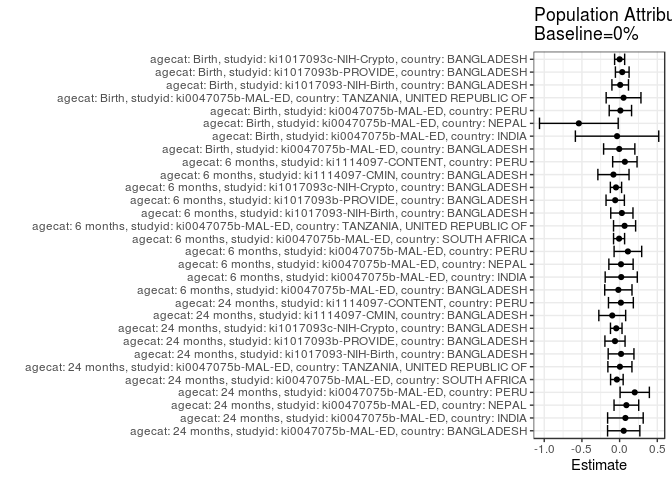 Population Attribu
Baseline=0%
agecat: Birth, studyid: ki1017093c-NIH-Crypto, country: BANGLADESH
agecat: Birth, studyid: ki1017093b-PROVIDE, country: BANGLADESH
agecat: Birth, studyid: ki1017093-NIH-Birth, country: BANGLADESH
agecat: Birth, studyid: ki0047075b-MAL-ED, country: TANZANIA, UNITED REPUBLIC OF
agecat: Birth, studyid: ki0047075b-MAL-ED, country: PERU
agecat: Birth, studyid: ki0047075b-MAL-ED, country: NEPAL
agecat: Birth, studyid: ki0047075b-MAL-ED, country: INDIA
agecat: Birth, studyid: ki0047075b-MAL-ED, country: BANGLADESH
agecat: 6 months, studyid: ki1114097-CONTENT, country: PERU
agecat: 6 months, studyid: ki1114097-CMIN, country: BANGLADESH
agecat: 6 months, studyid: ki1017093c-NIH-Crypto, country: BANGLADESH
agecat: 6 months, studyid: ki1017093b-PROVIDE, country: BANGLADESH
agecat: 6 months, studyid: ki1017093-NIH-Birth, country: BANGLADESH
agecat: 6 months, studyid: ki0047075b-MAL-ED, country: TANZANIA, UNITED REPUBLIC OF
agecat: 6 months, studyid: ki0047075b-MAL-ED, country: SOUTH AFRICA
agecat: 6 months, studyid: ki0047075b-MAL-ED, country: PERU
agecat: 6 months, studyid: ki0047075b-MAL-ED, country: NEPAL
agecat: 6 months, studyid: ki0047075b-MAL-ED, country: INDIA
agecat: 6 months, studyid: ki0047075b-MAL-ED, country: BANGLADESH
agecat: 24 months, studyid: ki1114097-CONTENT, country: PERU
agecat: 24 months, studyid: ki1114097-CMIN, country: BANGLADESH
agecat: 24 months, studyid: ki1017093c-NIH-Crypto, country: BANGLADESH
agecat: 24 months, studyid: ki1017093b-PROVIDE, country: BANGLADESH
agecat: 24 months, studyid: ki1017093-NIH-Birth, country: BANGLADESH
agecat: 24 months, studyid: ki0047075b-MAL-ED, country: TANZANIA, UNITED REPUBLIC OF
agecat: 24 months, studyid: ki0047075b-MAL-ED, country: SOUTH AFRICA
agecat: 24 months, studyid: ki0047075b-MAL-ED, country: PERU
agecat: 24 months, studyid: ki0047075b-MAL-ED, country: NEPAL
agecat: 24 months, studyid: ki0047075b-MAL-ED, country: INDIA
agecat: 24 months, studyid: ki0047075b-MAL-ED, country: BANGLADESH
-1.0 -0.5 0.0 0.5
Estimate